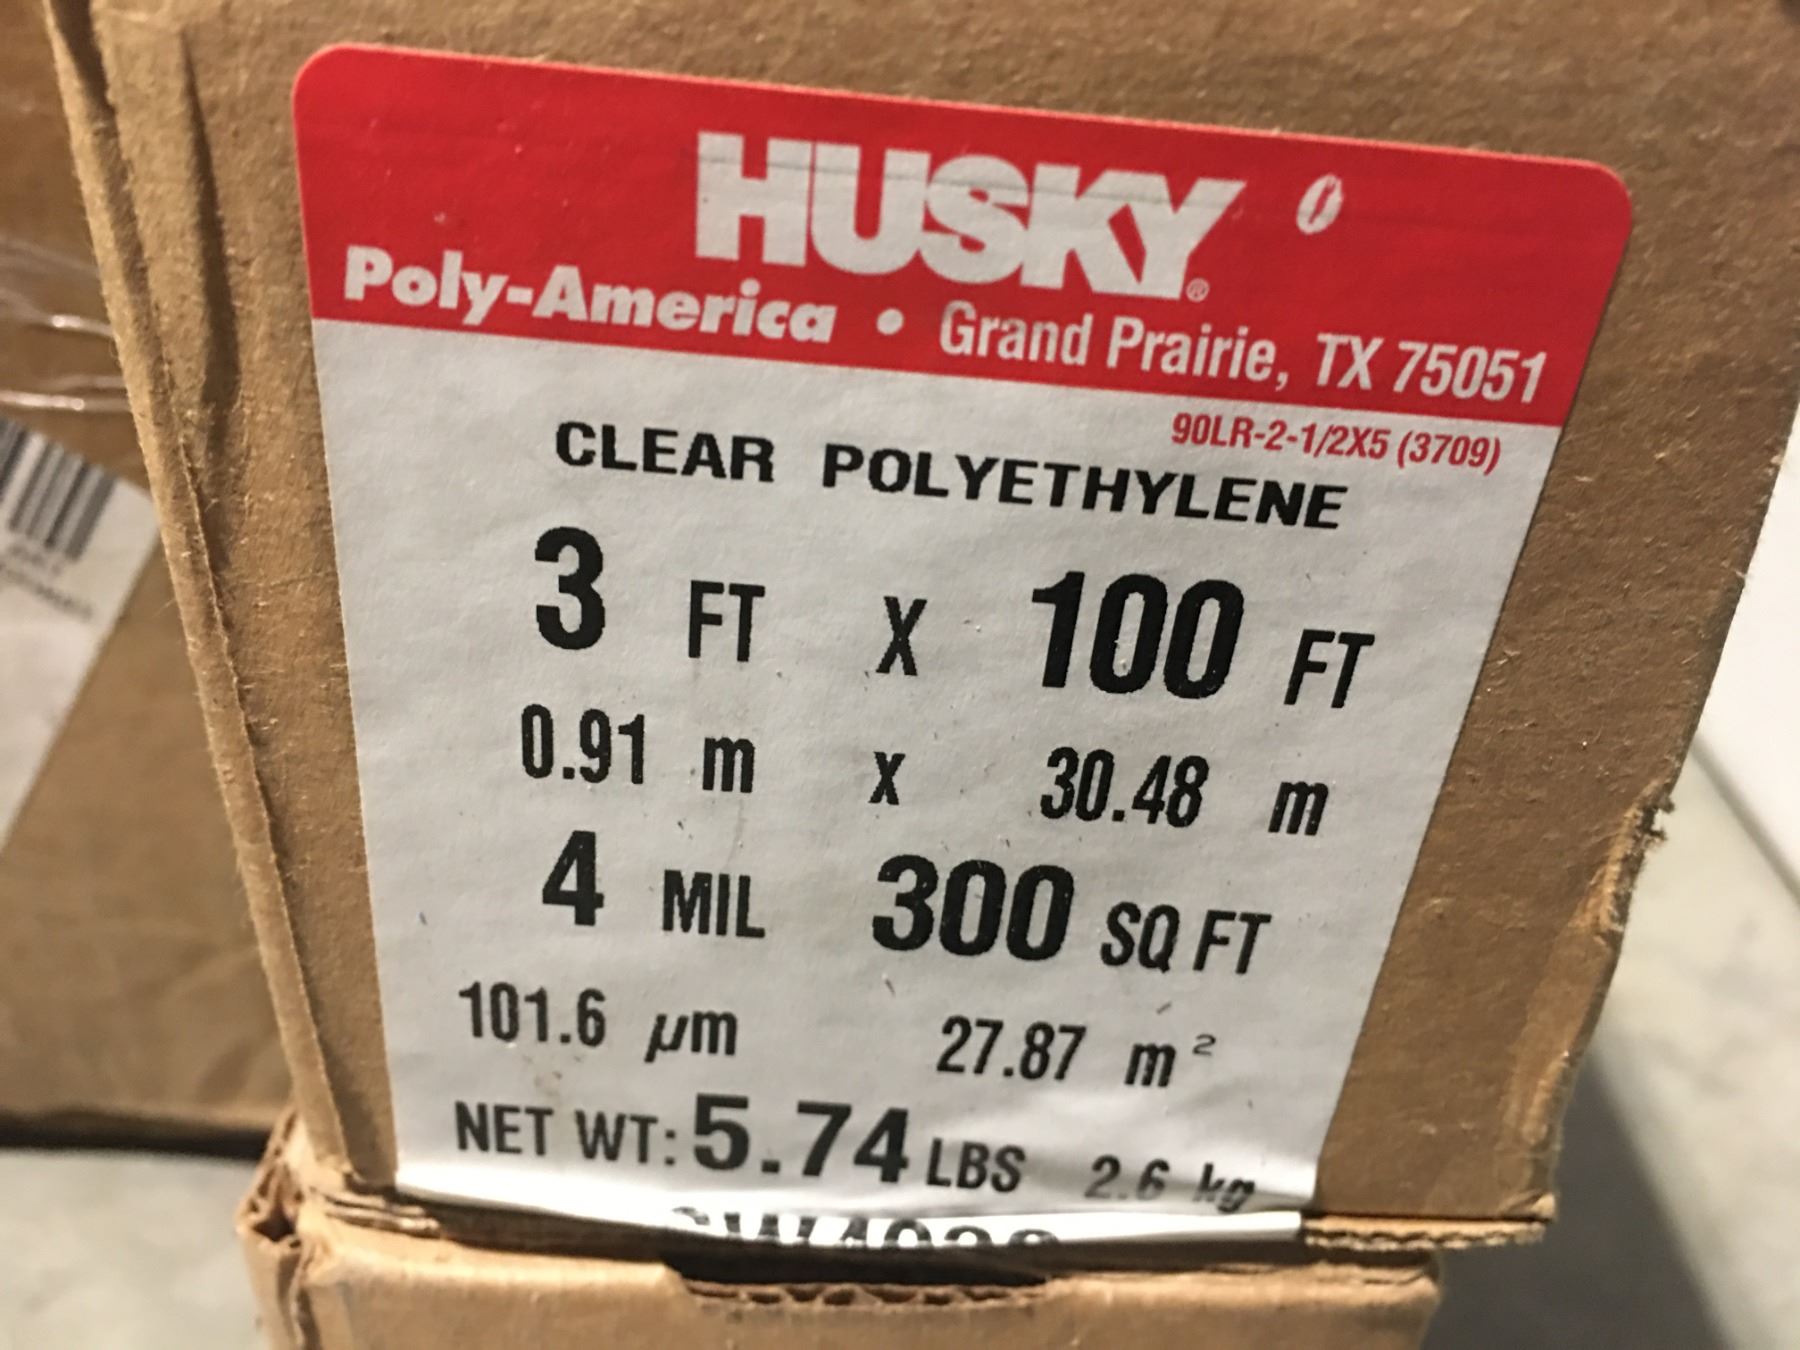 HUSKY®
Poly-America • Grand Prairie, TX 75051
90LR-2-1/2X5 (3709)
CLEAR POLYETHYLENE
3 FT X 100 FT
0.91 m x 30.48 m
4 MIL 300 SQ FT
101.6 µm 27.87 m²
NET WT: 5.74 LBS 2.6 kg